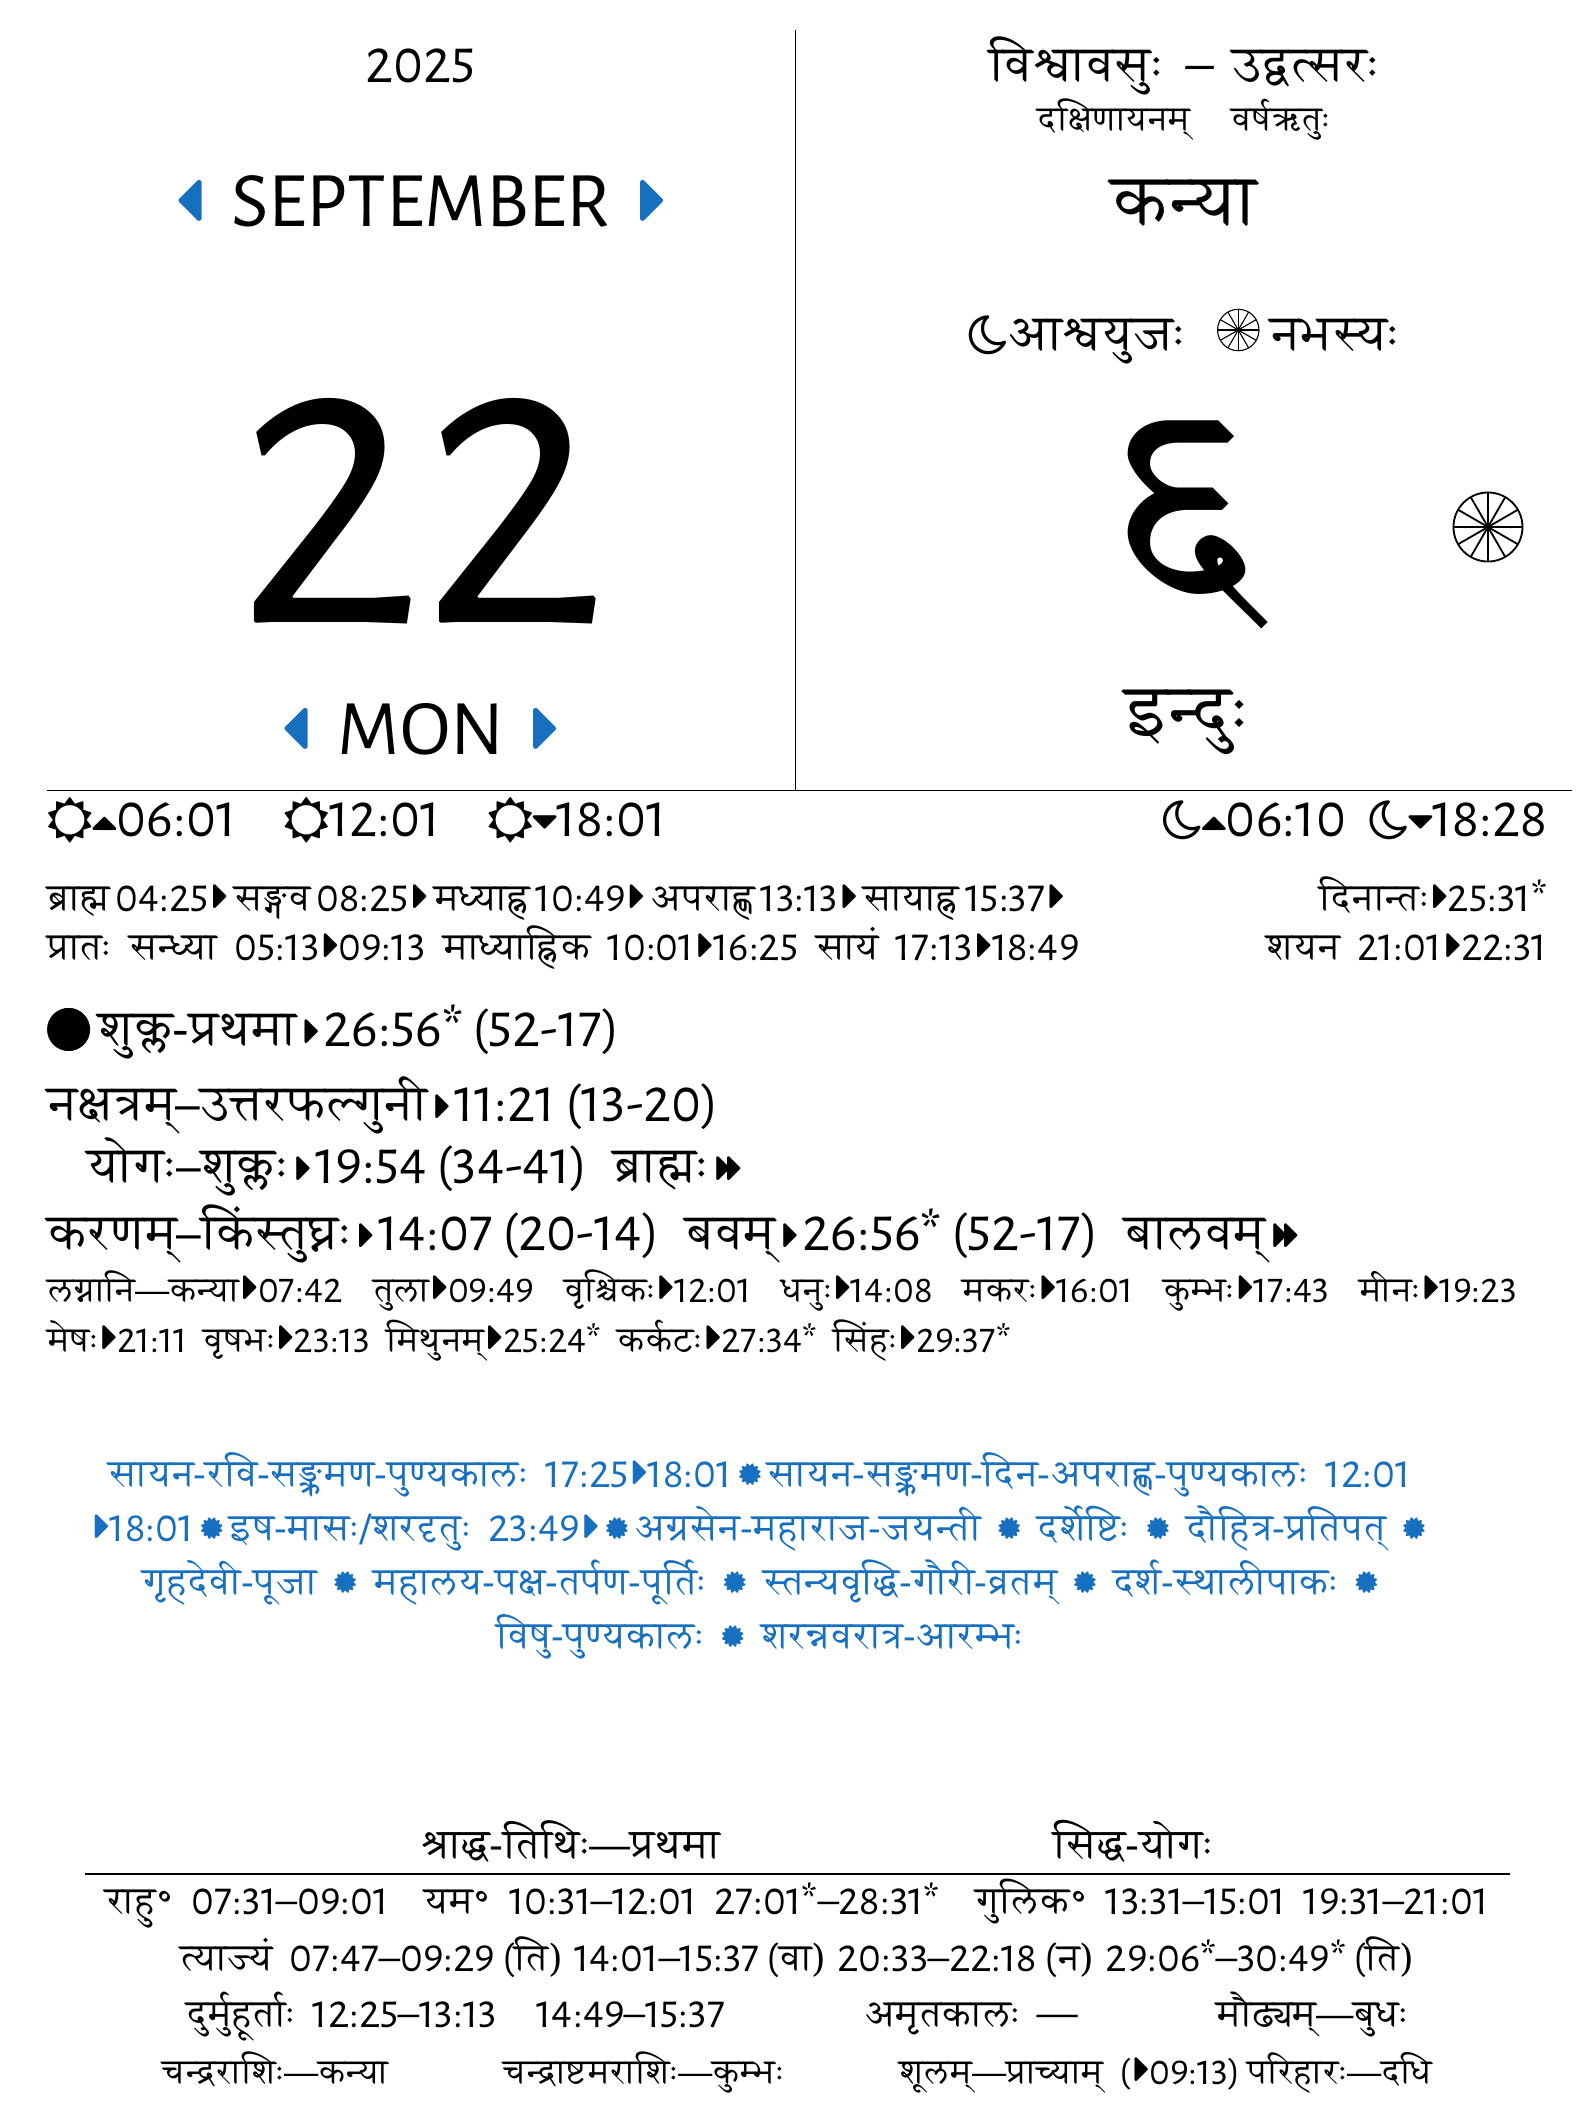 2025
SEPTEMBER
22
MON
विश्वावसुः – उद्वत्सरः
दक्षिणायनम् वर्षऋतुः
कन्या
आश्वयुजः नभस्यः
६
इन्दुः
06:01 12:01 18:01 06:10 18:28
ब्राह्म 04:25 सङ्गव 08:25 मध्याह्न 10:49 अपराह्ण 13:13 सायाह्न 15:37 दिनान्तः 25:31*
प्रातः सन्ध्या 05:13 09:13 माध्याह्निक 10:01 16:25 सायं 17:13 18:49 शयन 21:01 22:31
शुक्ल-प्रथमा 26:56* (52-17)
नक्षत्रम्–उत्तरफल्गुनी 11:21 (13-20)
योगः–शुक्लः 19:54 (34-41) ब्राह्मः
करणम्–किंस्तुघ्नः 14:07 (20-14) बवम् 26:56* (52-17) बालवम्
लग्नानि—कन्या 07:42 तुला 09:49 वृश्चिकः 12:01 धनुः 14:08 मकरः 16:01 कुम्भः 17:43 मीनः 19:23
मेषः 21:11 वृषभः 23:13 मिथुनम् 25:24* कर्कटः 27:34* सिंहः 29:37*
सायन-रवि-सङ्क्रमण-पुण्यकालः 17:25 18:01 सायन-सङ्क्रमण-दिन-अपराह्ण-पुण्यकालः 12:01
18:01 इष-मासः/शरदृतुः 23:49 अग्रसेन-महाराज-जयन्ती दर्शेष्टिः दौहित्र-प्रतिपत्
गृहदेवी-पूजा महालय-पक्ष-तर्पण-पूर्तिः स्तन्यवृद्धि-गौरी-व्रतम् दर्श-स्थालीपाकः
विषु-पुण्यकालः शरन्नवरात्र-आरम्भः
श्राद्ध-तिथिः—प्रथमा सिद्ध-योगः
राहु॰ 07:31–09:01 यम॰ 10:31–12:01 27:01*–28:31* गुलिक॰ 13:31–15:01 19:31–21:01
त्याज्यं 07:47–09:29 (ति) 14:01–15:37 (वा) 20:33–22:18 (न) 29:06*–30:49* (ति)
दुर्मुहूर्ताः 12:25–13:13 14:49–15:37 अमृतकालः — मौढ्यम्—बुधः
चन्द्रराशिः—कन्या चन्द्राष्टमराशिः—कुम्भः शूलम्—प्राच्याम् (09:13) परिहारः—दधि